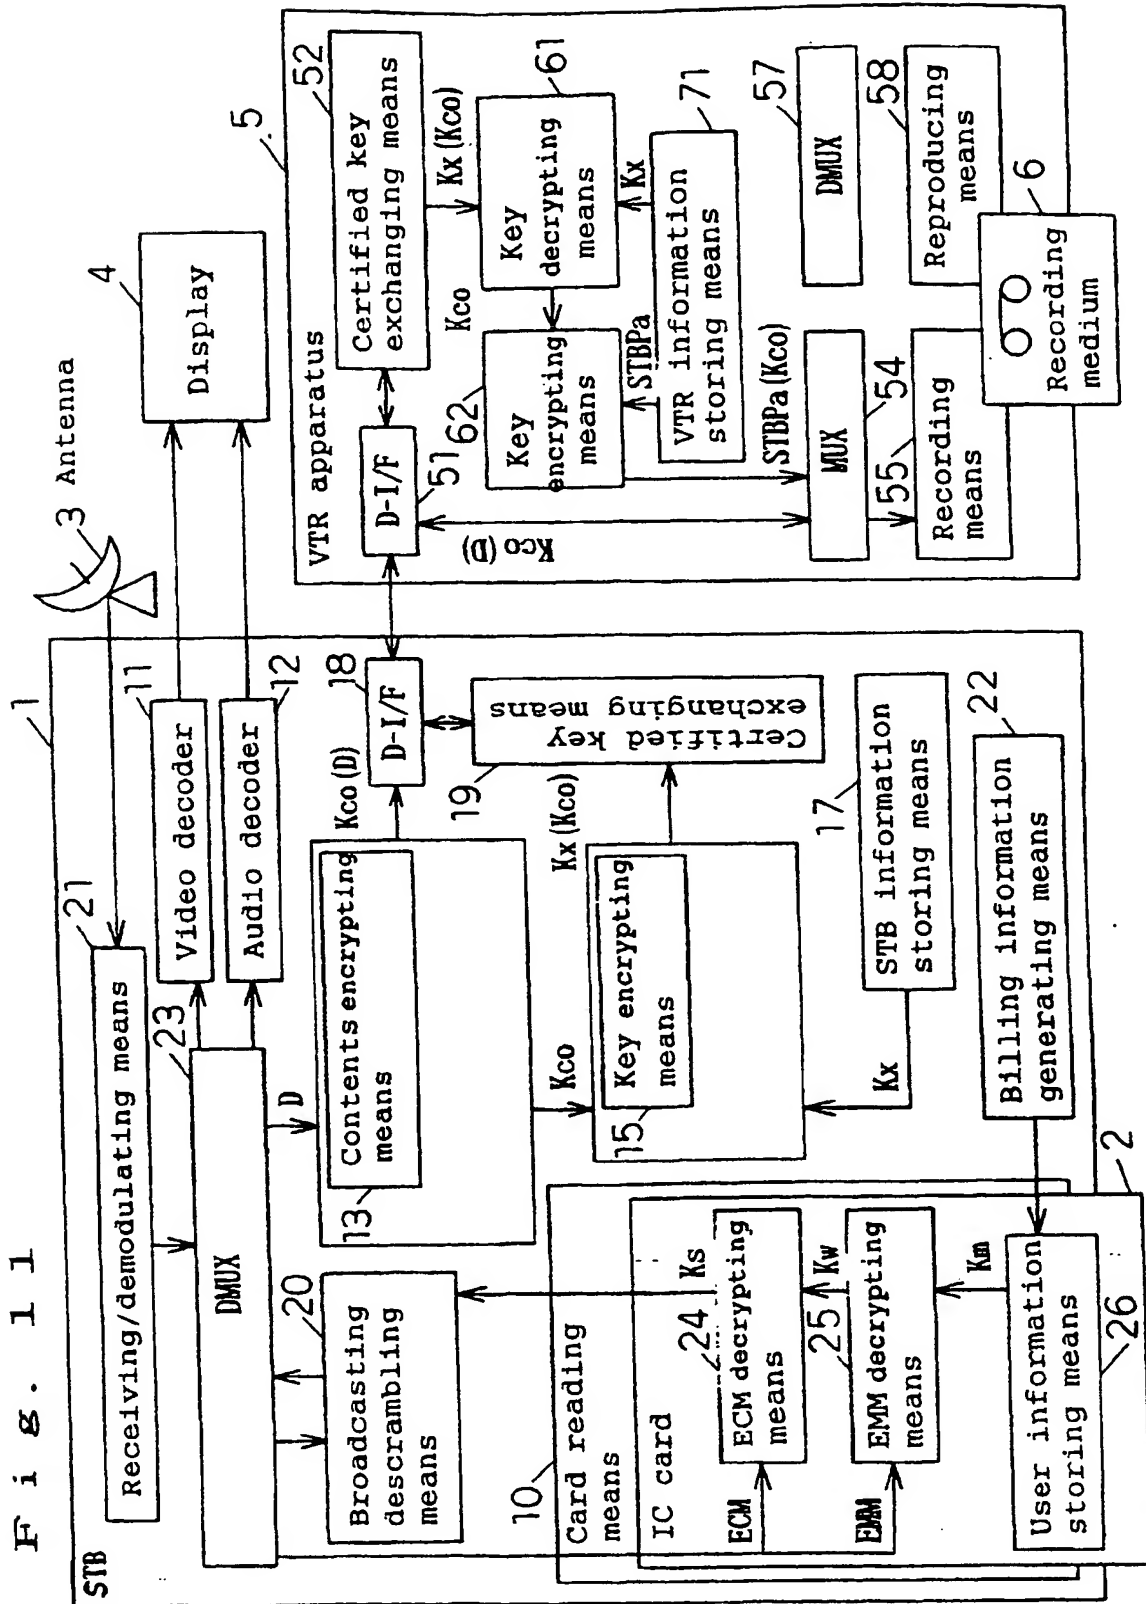 Fig. 11
STB
1
Receiving/demodulating means
21
3
Antenna
DMUX
23
Video decoder
11
Audio decoder
12
Display
4
Broadcasting
descrambling
means
20
D
Contents encrypting
means
13
Kco(D)
D-I/F
18
Certified key
exchanging means
19
Kco
Key encrypting
means
15
Kx(Kco)
Kx
STB information
storing means
17
Billing information
generating means
22
Card reading
means
10
IC card
2
ECM
ECM decrypting
means
24
Ks
Kw
EMM
EMM decrypting
means
25
Km
User information
storing means
26
VTR apparatus
5
D-I/F
51
Certified key
exchanging means
52
Kx(Kco)
Key
decrypting
means
61
Kco
Key
encrypting
means
62
Kx
STBPa
VTR information
storing means
71
Kco(D)
STBPa(Kco)
MUX
54
DMUX
57
Recording
means
55
Reproducing
means
58
Recording
medium
6